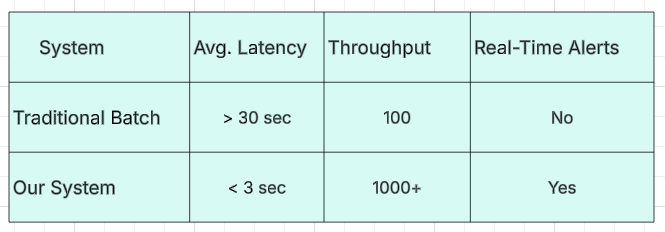 System Avg. Latency Throughput Real-Time Alerts
Traditional Batch > 30 sec 100 No
Our System < 3 sec 1000+ Yes